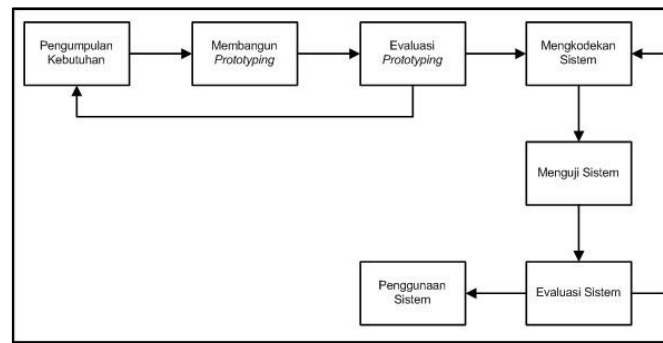 Pengumpulan
Kebutuhan
Membangun
Prototyping
Evaluasi
Prototyping
Mengkodekan
Sistem
Menguji Sistem
Penggunaan
Sistem
Evaluasi Sistem